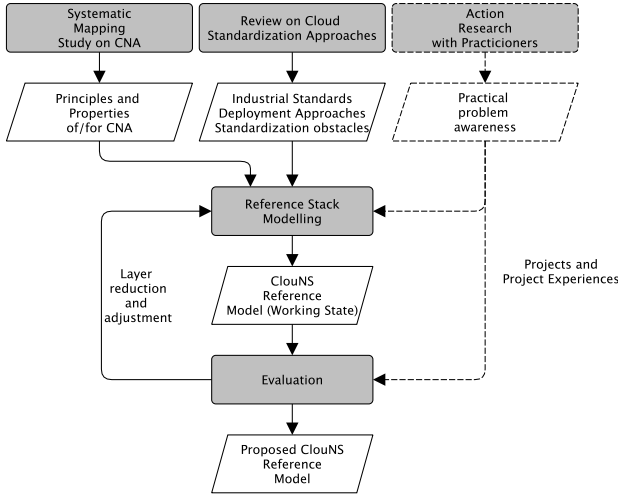 Systematic
Mapping
Study on CNA
Review on Cloud
Standardization Approaches
Action
Research
with Practicioners
Principles and
Properties
of/for CNA
Industrial Standards
Deployment Approaches
Standardization obstacles
Practical
problem
awareness
Reference Stack
Modelling
Layer
reduction
and
adjustment
ClouNS
Reference
Model (Working State)
Projects and
Project Experiences
Evaluation
Proposed ClouNS
Reference
Model